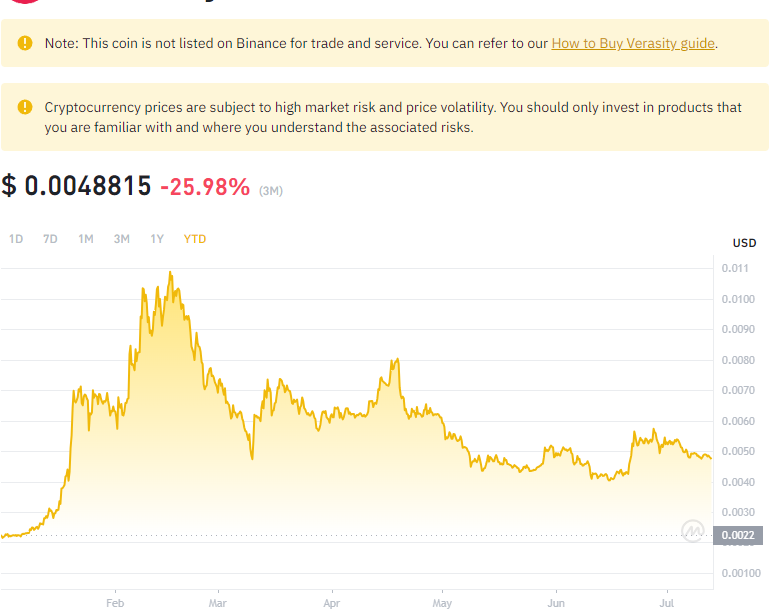 Note: This coin is not listed on Binance for trade and service. You can refer to our How to Buy Verasity guide.
Cryptocurrency prices are subject to high market risk and price volatility. You should only invest in products that
you are familiar with and where you understand the associated risks.
$ 0.0048815 -25.98% (3M)
1D 7D 1M 3M 1Y YTD
USD
0.011
0.0100
0.0090
0.0080
0.0070
0.0060
0.0050
0.0040
0.0030
0.0022
0.00100
Feb Mar Apr May Jun Jul